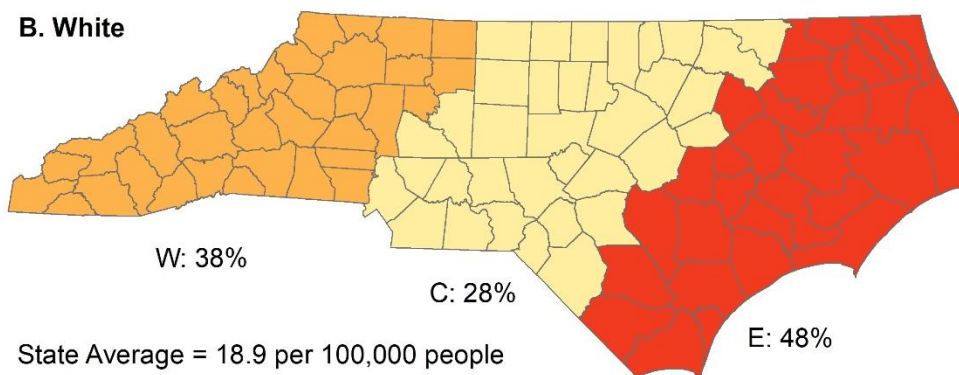 B. White
W: 38%
C: 28%
E: 48%
State Average = 18.9 per 100,000 people